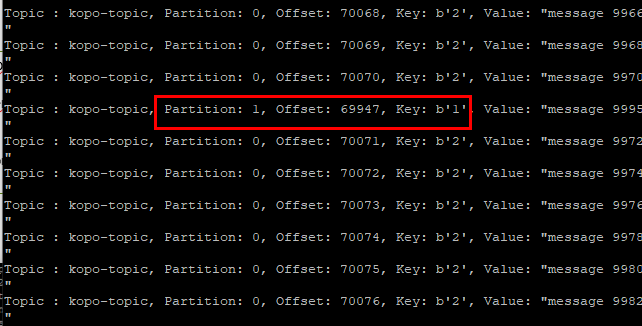 Topic : kopo-topic, Partition: 0, Offset: 70068, Key: b'2', Value: "message 9966
"
Topic : kopo-topic, Partition: 0, Offset: 70069, Key: b'2', Value: "message 9968
"
Topic : kopo-topic, Partition: 0, Offset: 70070, Key: b'2', Value: "message 9970
"
Topic : kopo-topic, Partition: 1, Offset: 69947, Key: b'1', Value: "message 9995
"
Topic : kopo-topic, Partition: 0, Offset: 70071, Key: b'2', Value: "message 9972
"
Topic : kopo-topic, Partition: 0, Offset: 70072, Key: b'2', Value: "message 9974
"
Topic : kopo-topic, Partition: 0, Offset: 70073, Key: b'2', Value: "message 9976
"
Topic : kopo-topic, Partition: 0, Offset: 70074, Key: b'2', Value: "message 9978
"
Topic : kopo-topic, Partition: 0, Offset: 70075, Key: b'2', Value: "message 9980
"
Topic : kopo-topic, Partition: 0, Offset: 70076, Key: b'2', Value: "message 9982
"